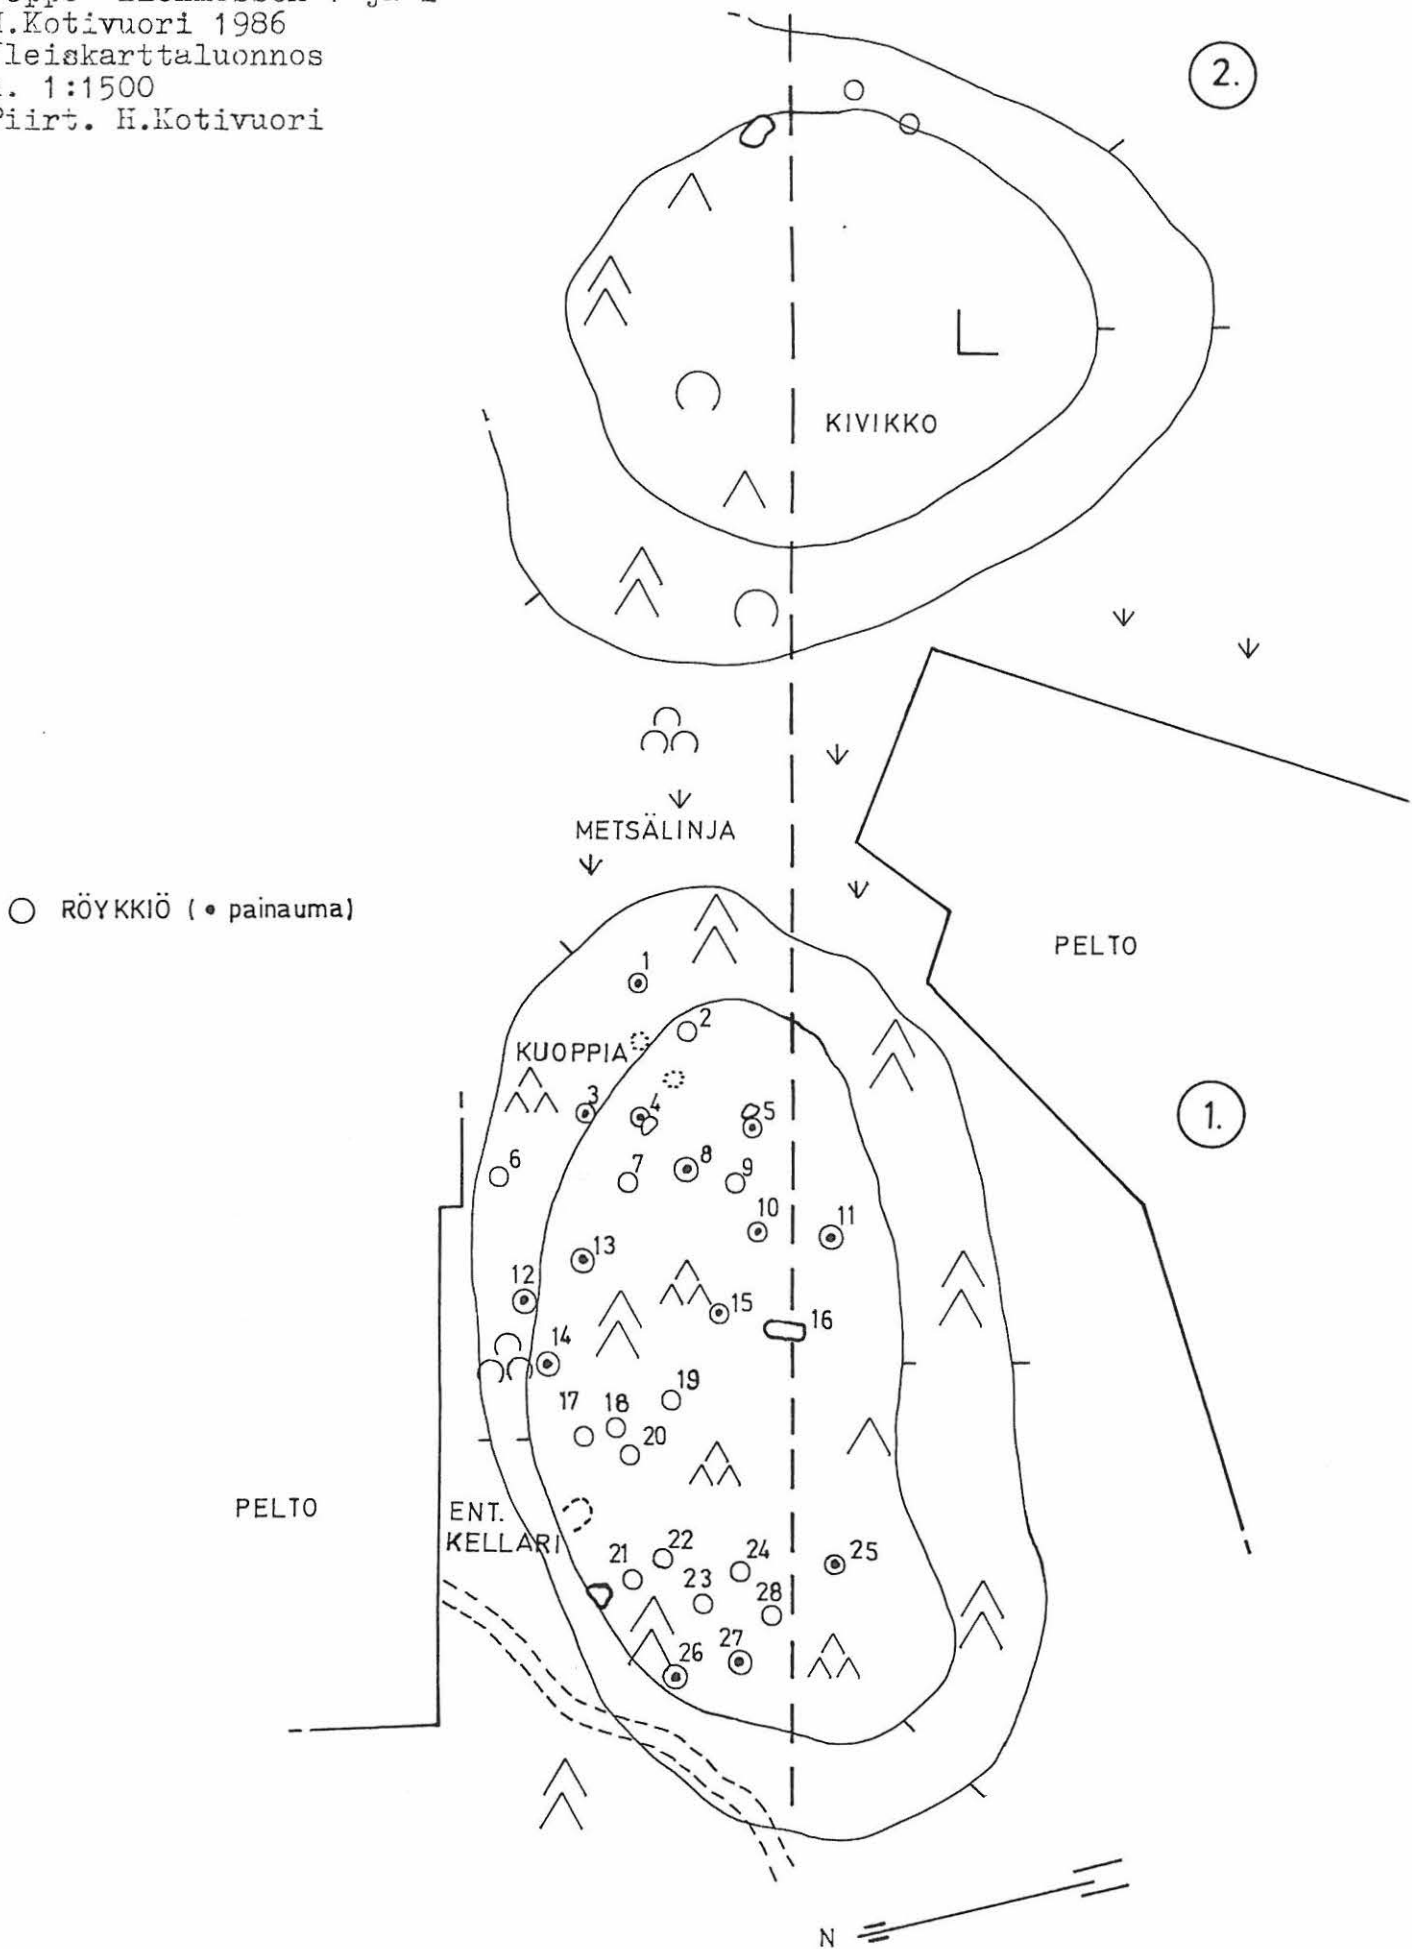 H.Kotivuori 1986
Yleiskarttaluonnos
1:1500
Piirt. H.Kotivuori
2.
KIVIKKO
METSÄLINJA
RÖYKKIÖ ( • painauma)
PELTO
1
2
KUOPPIA
3
4
5
1.
6
7
8
9
10
11
13
12
15
16
14
19
17
18
20
PELTO
ENT.
KELLARI
22
21
24
25
23
28
27
26
N